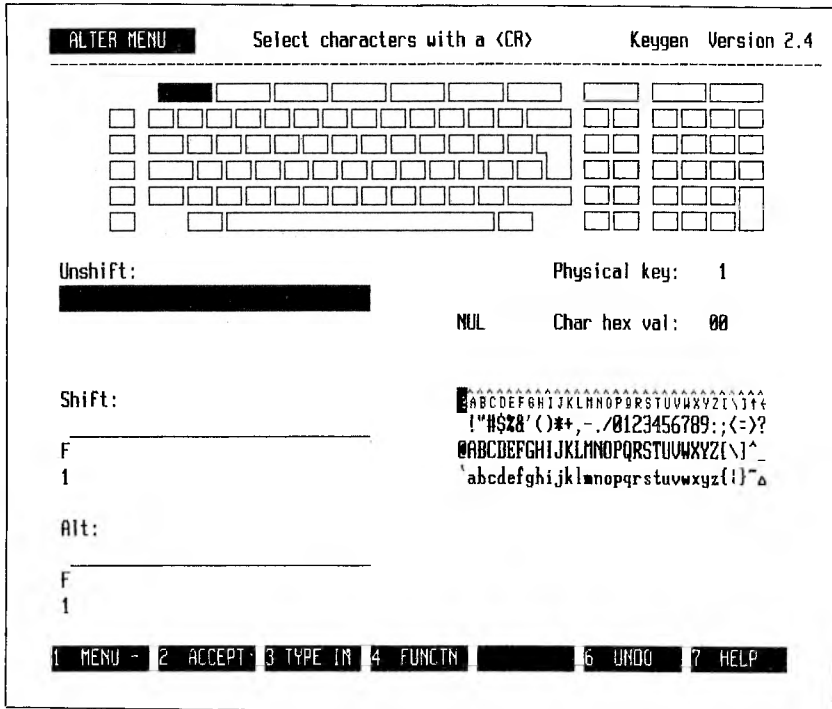 ALTER MENU Select characters with a <CR> Keygen Version 2.4
Unshift: Physical key: 1
NUL Char hex val: 00
Shift:
^^^^^^^^^^^^^^^^^^^^^^^^^^^^^^^^
@ABCDEFGHIJKLMNOPQRSTUVWXYZ[\]↑←
!"#$%&'()*+,-./0123456789:;<=>?
F
@ABCDEFGHIJKLMNOPQRSTUVWXYZ[\]^_
1
`abcdefghijklmnopqrstuvwxyz{|}~△
Alt:
F
1
1 MENU - 2 ACCEPT 3 TYPE IN 4 FUNCTN 6 UNDO 7 HELP